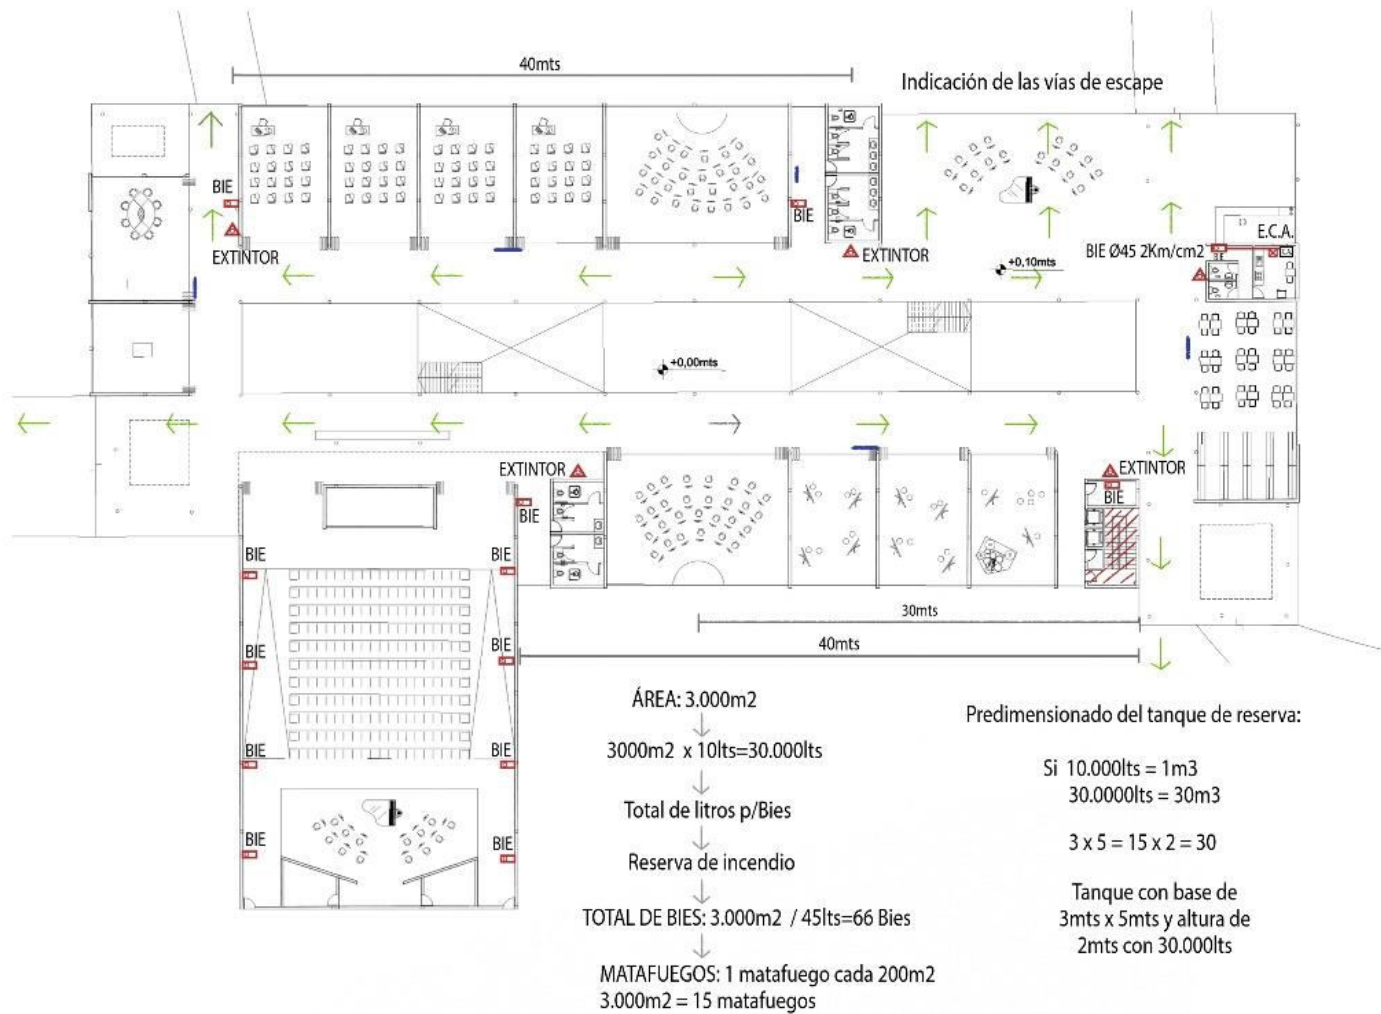 40mts
Indicación de las vías de escape
BIE
EXTINTOR
BIE
EXTINTOR
E.C.A.
BIE Ø45 2Km/cm2
+0,10mts
+0,00mts
EXTINTOR
BIE
EXTINTOR
BIE
BIE
BIE
BIE
BIE
BIE
BIE
BIE
BIE
30mts
40mts
ÁREA: 3.000m2
3000m2 x 10lts=30.000lts
Total de litros p/Bies
Reserva de incendio
TOTAL DE BIES: 3.000m2 / 45lts=66 Bies
MATAFUEGOS: 1 matafuego cada 200m2
3.000m2 = 15 matafuegos
Predimensionado del tanque de reserva:
Si 10.000lts = 1m3
30.0000lts = 30m3
3 x 5 = 15 x 2 = 30
Tanque con base de
3mts x 5mts y altura de
2mts con 30.000lts